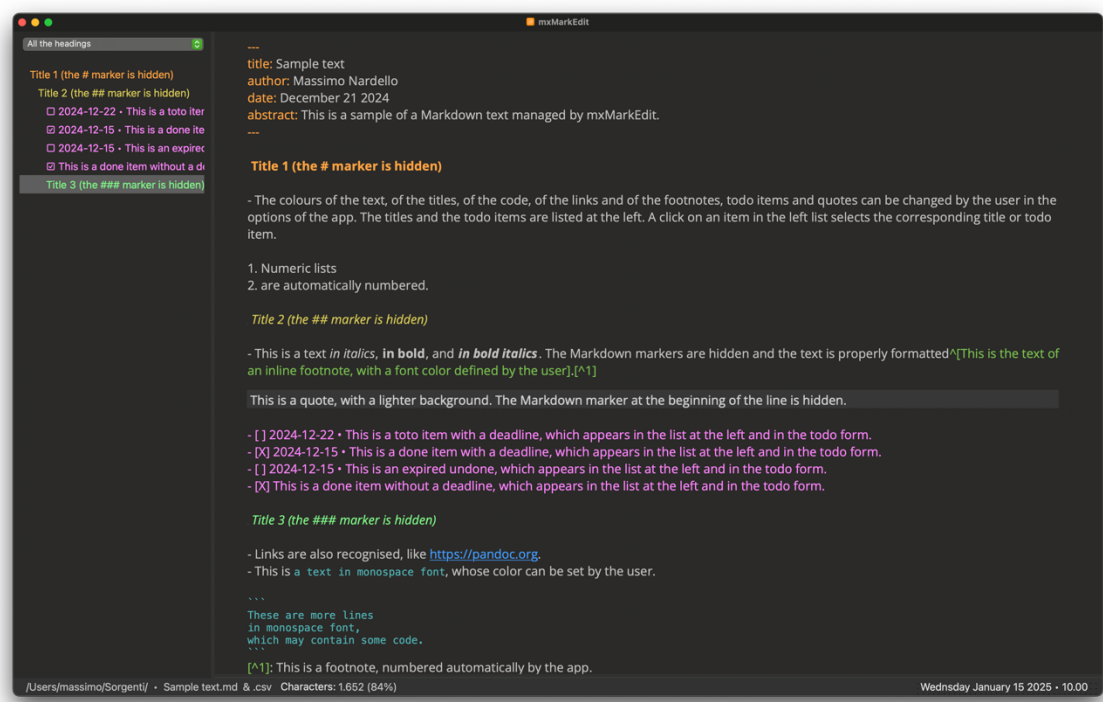 mxMarkEdit
All the headings
Title 1 (the # marker is hidden)
Title 2 (the ## marker is hidden)
☐ 2024-12-22 • This is a toto iter
☑ 2024-12-15 • This is a done ite
☐ 2024-12-15 • This is an expired
☑ This is a done item without a de
Title 3 (the ### marker is hidden)
---
title: Sample text
author: Massimo Nardello
date: December 21 2024
abstract: This is a sample of a Markdown text managed by mxMarkEdit.
---
Title 1 (the # marker is hidden)
- The colours of the text, of the titles, of the code, of the links and of the footnotes, todo items and quotes can be changed by the user in the
options of the app. The titles and the todo items are listed at the left. A click on an item in the left list selects the corresponding title or todo
item.
1. Numeric lists
2. are automatically numbered.
Title 2 (the ## marker is hidden)
- This is a text in italics, in bold, and in bold italics. The Markdown markers are hidden and the text is properly formatted^[This is the text of
an inline footnote, with a font color defined by the user].[^1]
This is a quote, with a lighter background. The Markdown marker at the beginning of the line is hidden.
- [ ] 2024-12-22 • This is a toto item with a deadline, which appears in the list at the left and in the todo form.
- [X] 2024-12-15 • This is a done item with a deadline, which appears in the list at the left and in the todo form.
- [ ] 2024-12-15 • This is an expired undone, which appears in the list at the left and in the todo form.
- [X] This is a done item without a deadline, which appears in the list at the left and in the todo form.
Title 3 (the ### marker is hidden)
- Links are also recognised, like https://pandoc.org.
- This is a text in monospace font, whose color can be set by the user.
```
These are more lines
in monospace font,
which may contain some code.
```
[^1]: This is a footnote, numbered automatically by the app.
/Users/massimo/Sorgenti/ • Sample text.md & .csv Characters: 1.652 (84%)
Wednsday January 15 2025 • 10.00